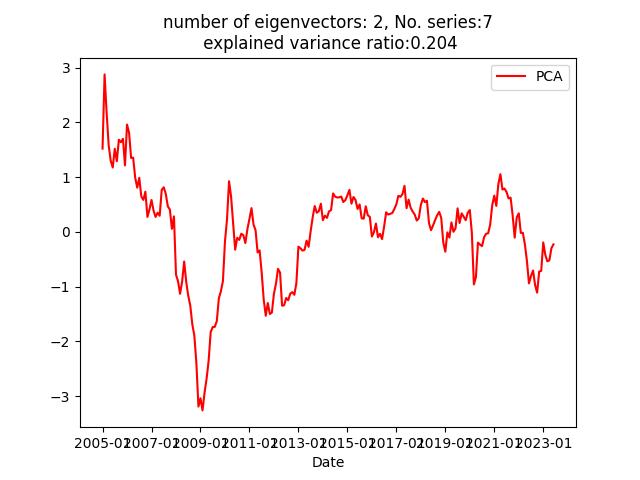 number of eigenvectors: 2, No. series:7
explained variance ratio:0.204
PCA
3
2
1
0
−1
−2
−3
2005-01 2007-01 2009-01 2011-01 2013-01 2015-01 2017-01 2019-01 2021-01 2023-01
Date